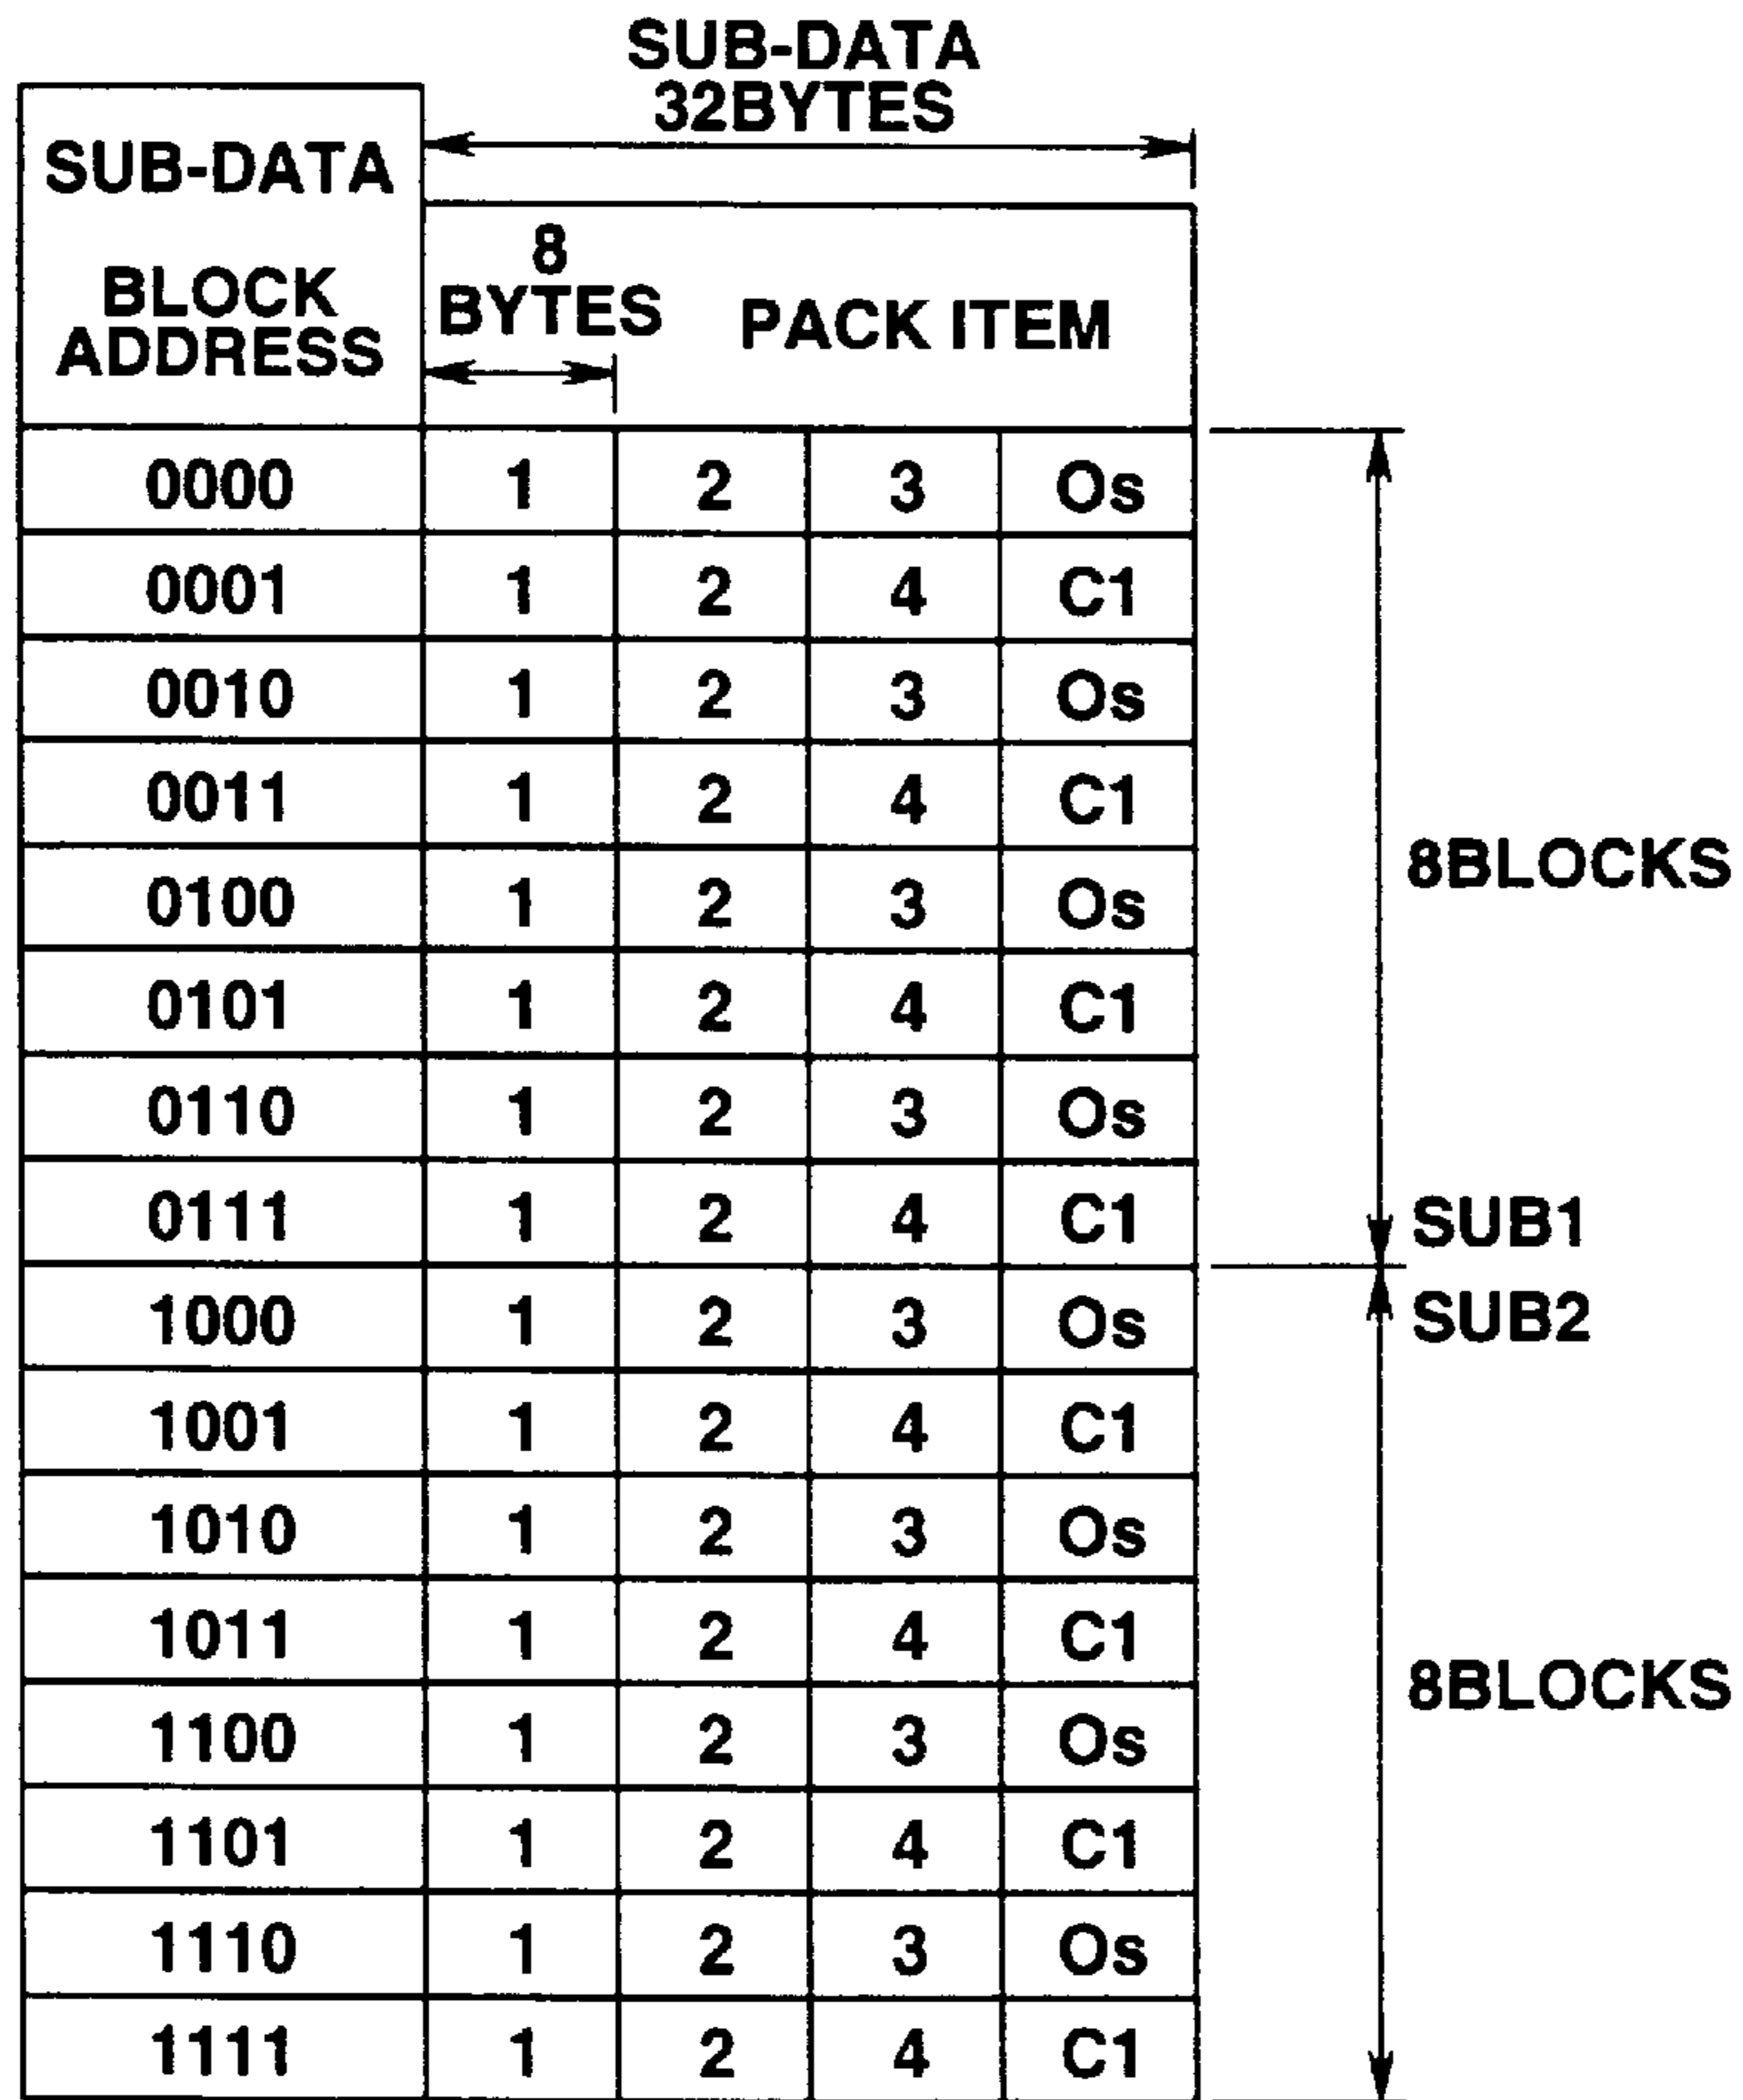 SUB-DATA
32BYTES
SUB-DATA
BLOCK
ADDRESS
8
BYTES
PACK ITEM
0000 1 2 3 Os
0001 1 2 4 C1
0010 1 2 3 Os
0011 1 2 4 C1
0100 1 2 3 Os
8BLOCKS
0101 1 2 4 C1
0110 1 2 3 Os
0111 1 2 4 C1
SUB1
1000 1 2 3 Os
SUB2
1001 1 2 4 C1
1010 1 2 3 Os
1011 1 2 4 C1
8BLOCKS
1100 1 2 3 Os
1101 1 2 4 C1
1110 1 2 3 Os
1111 1 2 4 C1